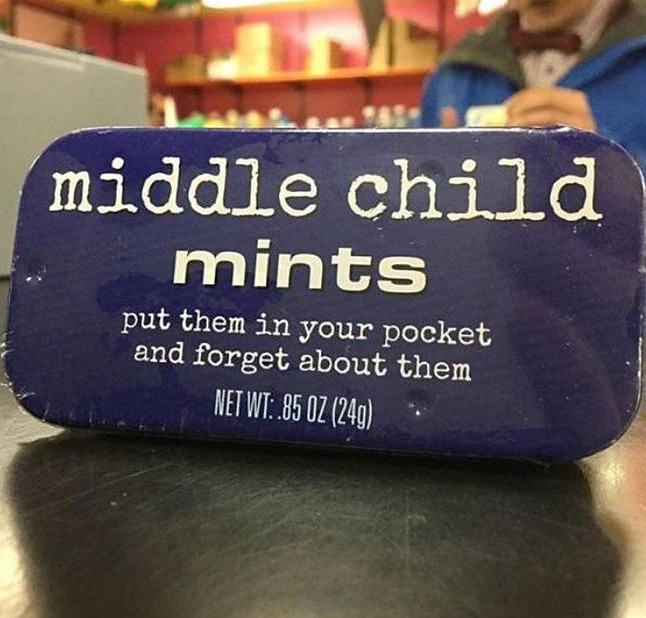 middle child
mints
put them in your pocket
and forget about them
NET WT: .85 OZ (24g)